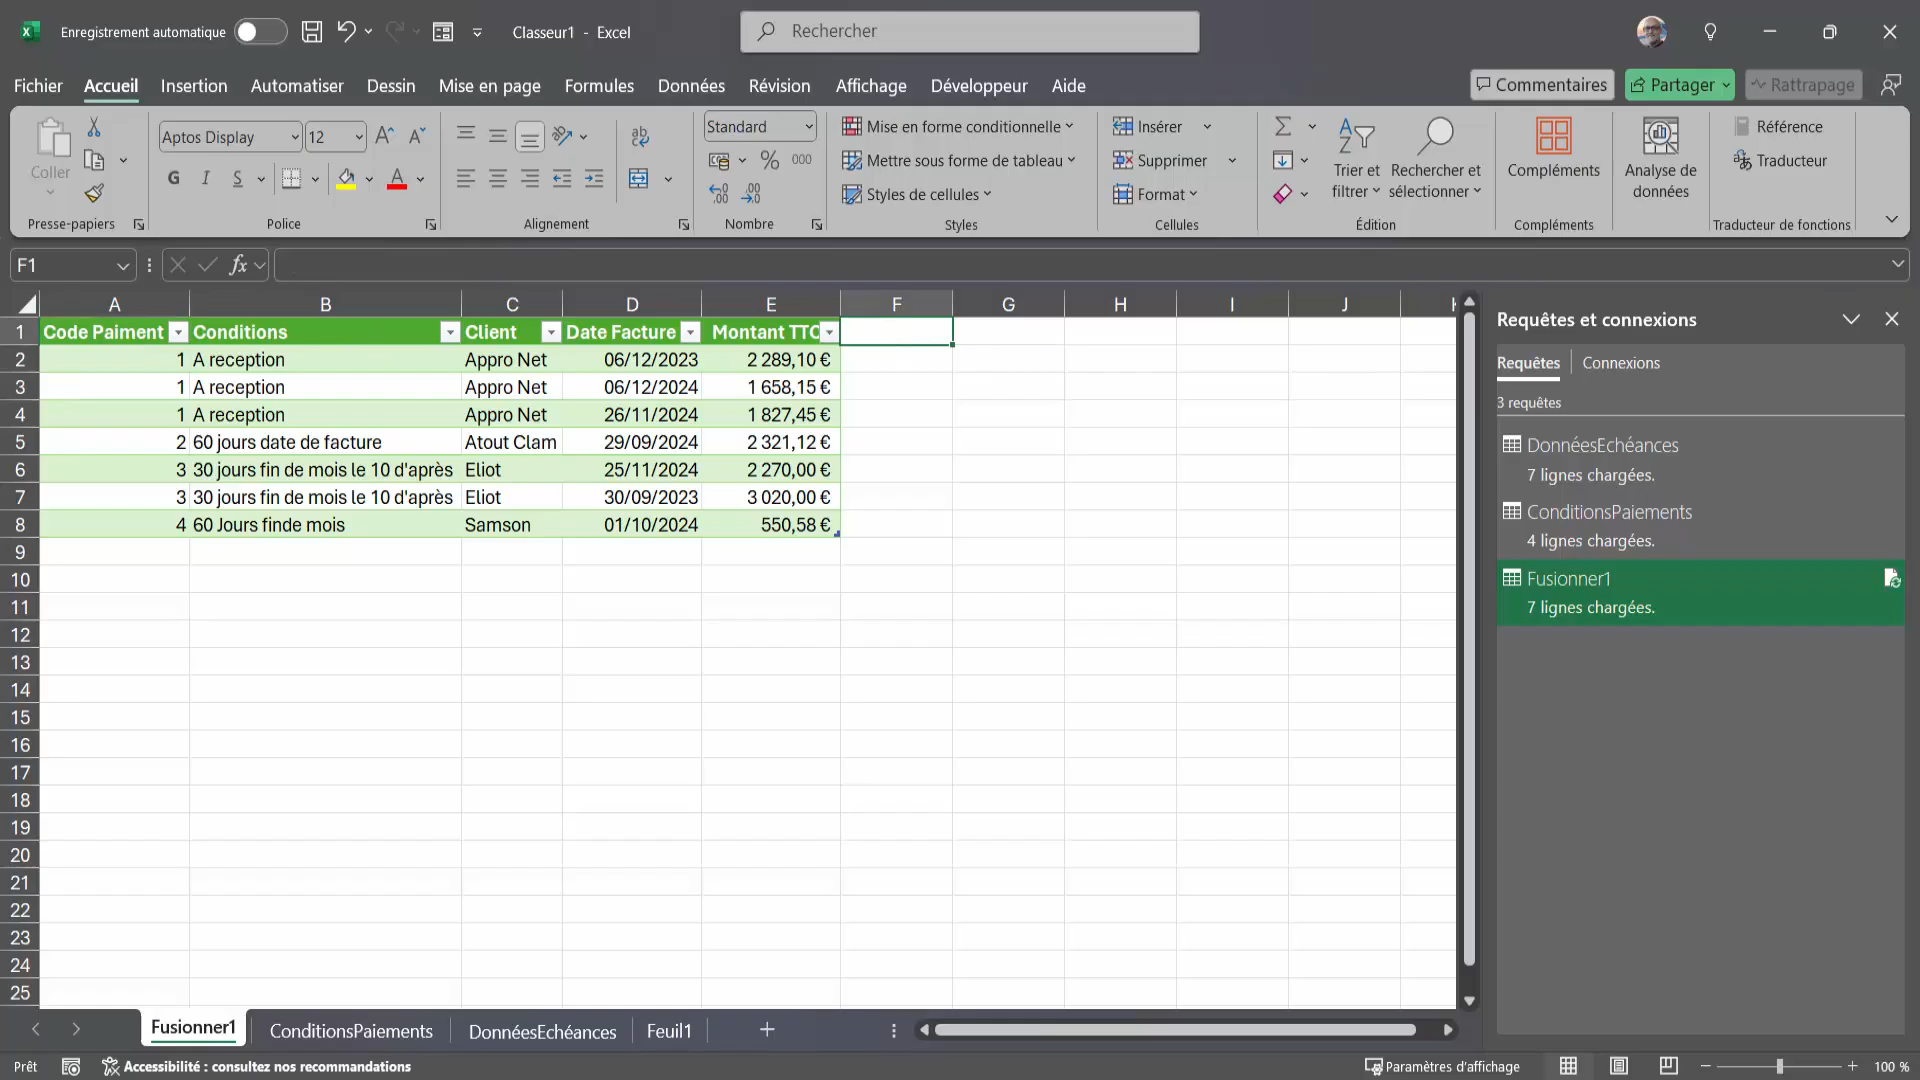 Enregistrement automatique
Classeur1 - Excel
Rechercher
Fichier Accueil Insertion Automatiser Dessin Mise en page Formules Données Révision Affichage Développeur Aide
Commentaires Partager Rattrapage
Coller
Presse-papiers
Aptos Display 12
G I S
Police
Alignement
Standard
% 000
Nombre
Mise en forme conditionnelle
Mettre sous forme de tableau
Styles de cellules
Styles
Insérer
Supprimer
Format
Cellules
Trier et filtrer
Rechercher et sélectionner
Édition
Compléments
Compléments
Analyse de données
Référence
Traducteur
Traducteur de fonctions
F1 fx
A B C D E F G H I J
1 Code Paiment Conditions Client Date Facture Montant TTC
2 1 A reception Appro Net 06/12/2023 2 289,10 €
3 1 A reception Appro Net 06/12/2024 1 658,15 €
4 1 A reception Appro Net 26/11/2024 1 827,45 €
5 2 60 jours date de facture Atout Clam 29/09/2024 2 321,12 €
6 3 30 jours fin de mois le 10 d'après Eliot 25/11/2024 2 270,00 €
7 3 30 jours fin de mois le 10 d'après Eliot 30/09/2023 3 020,00 €
8 4 60 Jours finde mois Samson 01/10/2024 550,58 €
9
10
11
12
13
14
15
16
17
18
19
20
21
22
23
24
25
Requêtes et connexions
Requêtes Connexions
3 requêtes
DonnéesEchéances
7 lignes chargées.
ConditionsPaiements
4 lignes chargées.
Fusionner1
7 lignes chargées.
Fusionner1 ConditionsPaiements DonnéesEchéances Feuil1
Prêt Accessibilité : consultez nos recommandations Paramètres d'affichage 100 %